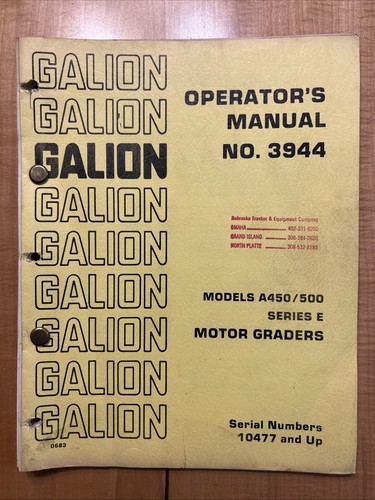 GALION
GALION
GALION
GALION
GALION
GALION
GALION
GALION
GALION
0683
OPERATOR'S
MANUAL
NO. 3944
Nebraska Tractor & Equipment Company
OMAHA
GRAND ISLAND
NORTH PLATTE
MODELS A450/500
SERIES E
MOTOR GRADERS
Serial Numbers
10477 and Up